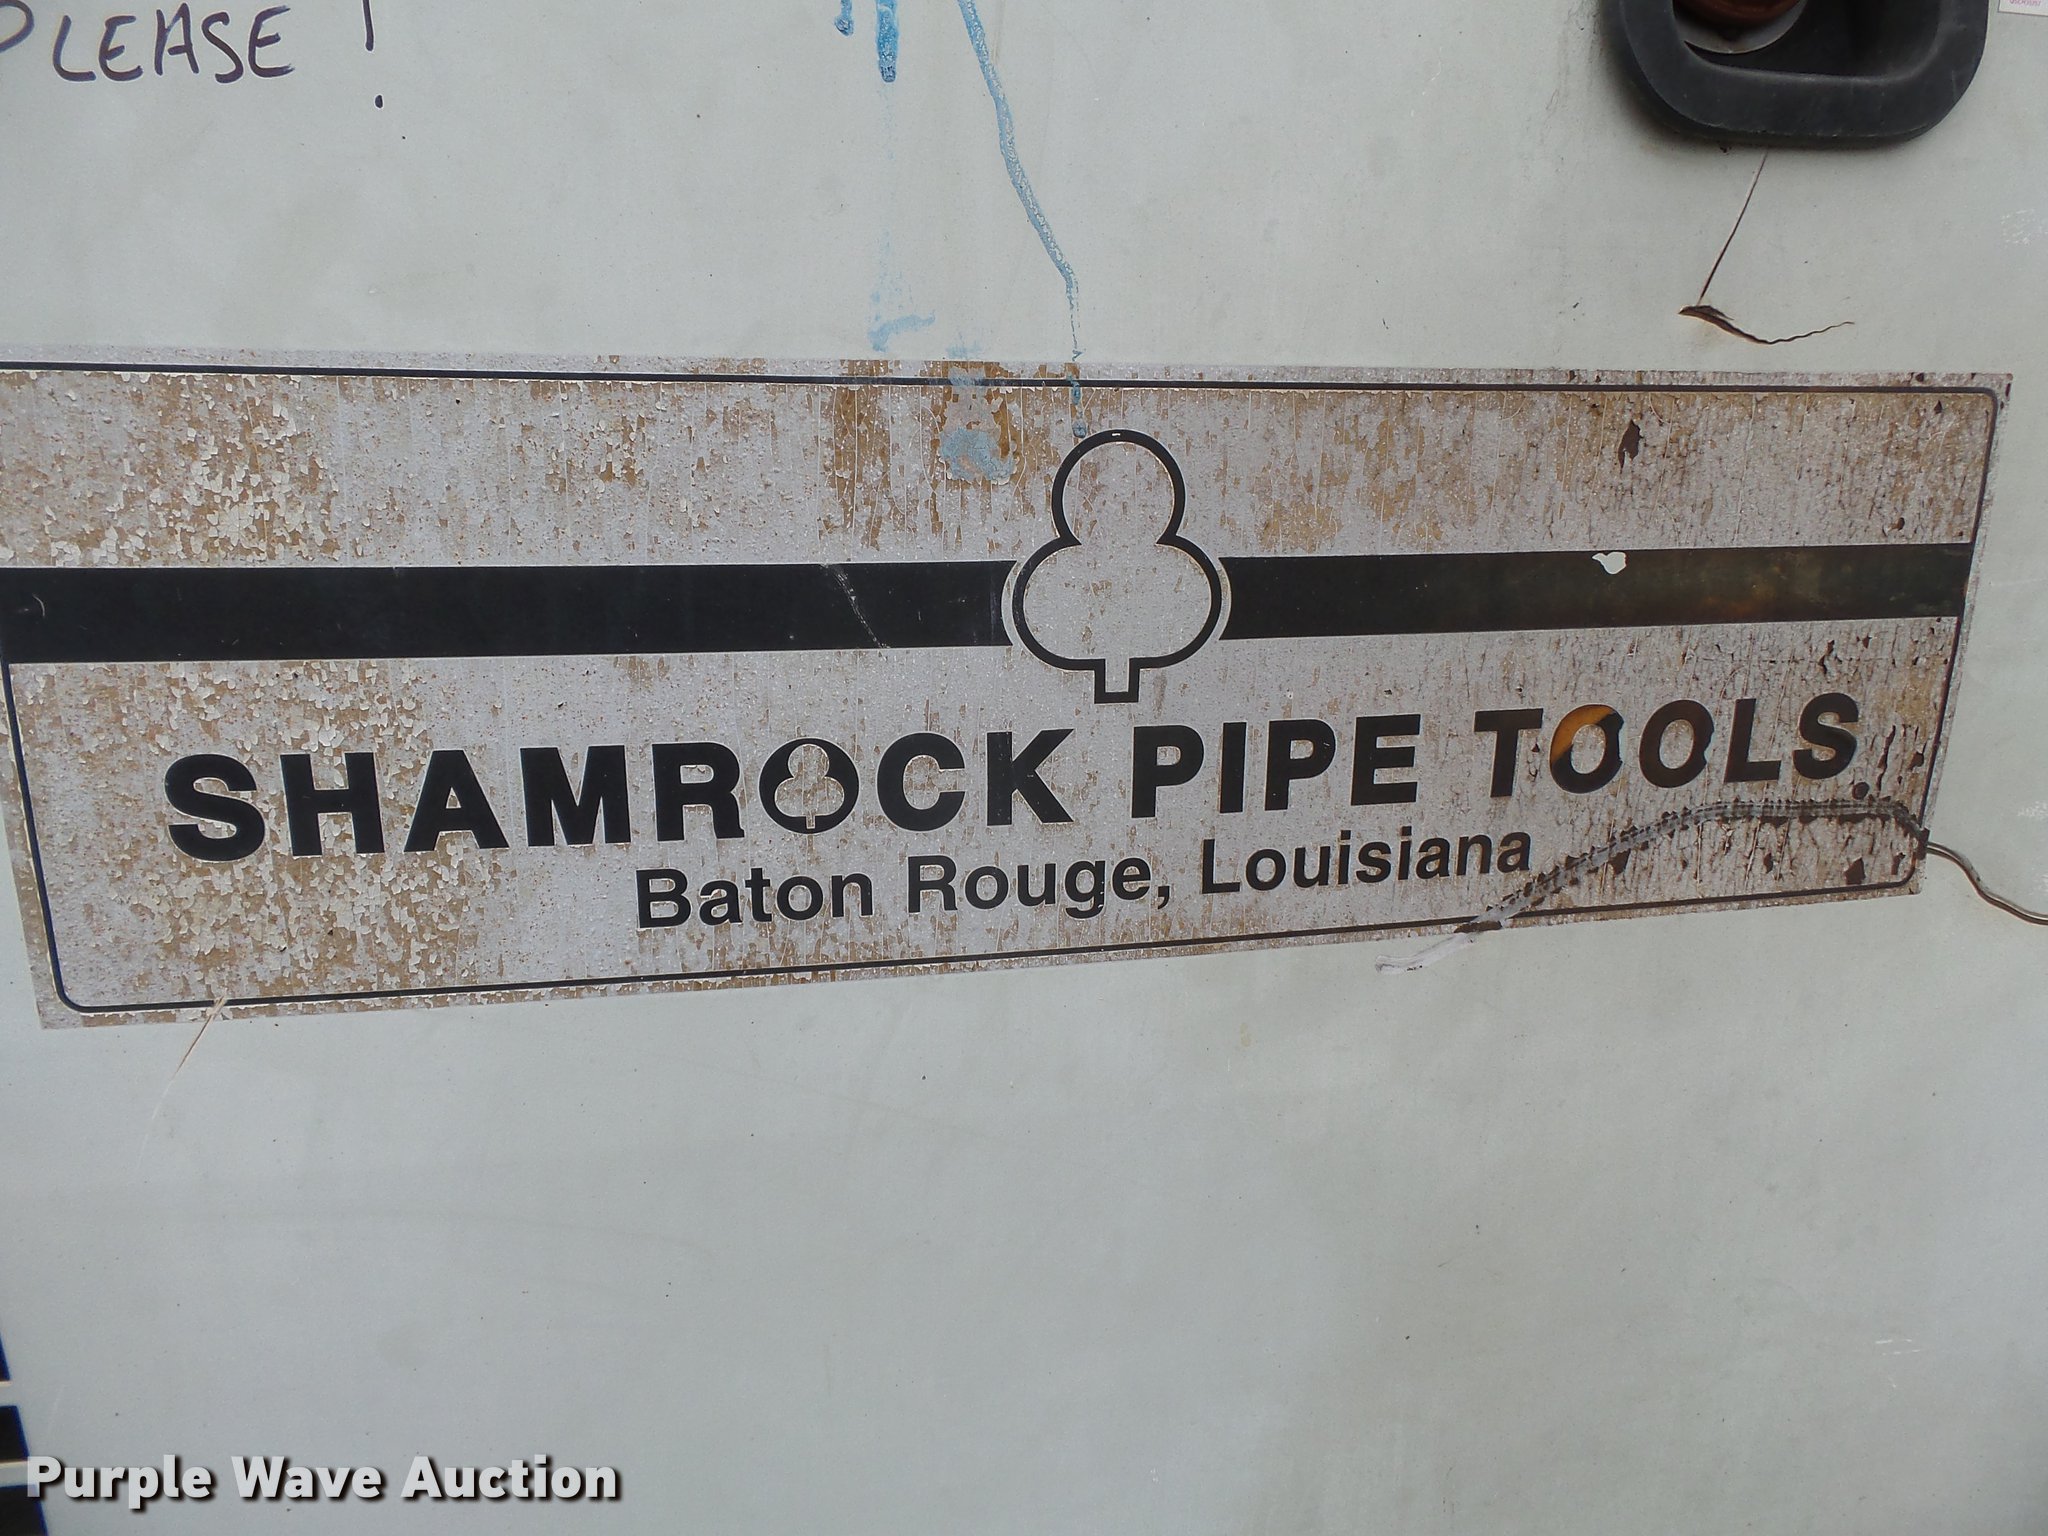 PLEASE !
SHAMROCK PIPE TOOLS
Baton Rouge, Louisiana
Purple Wave Auction